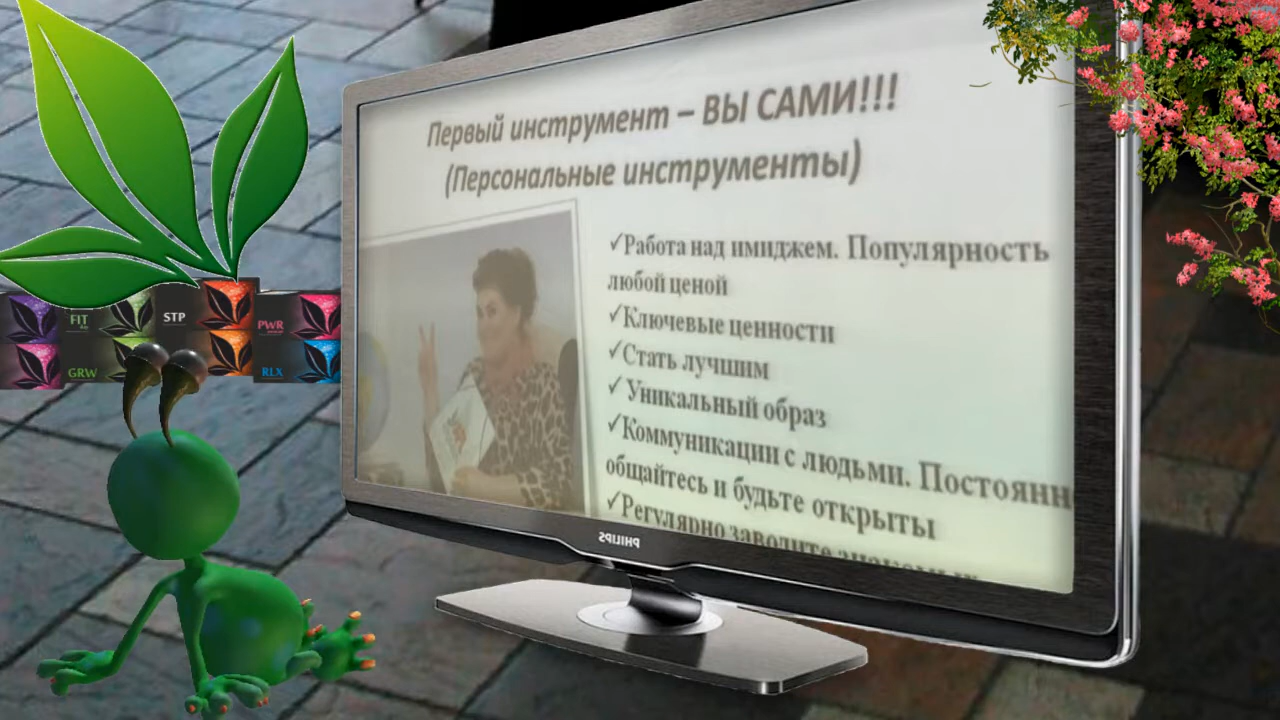 Первый инструмент – ВЫ САМИ!!!
(Персональные инструменты)
✓Работа над имиджем. Популярность
любой ценой
✓Ключевые ценности
✓Стать лучшим
✓ Уникальный образ
✓Коммуникации с людьми. Постоянн
общайтесь и будьте открыты
✓Регулярно заводите
PHILIPS
FIT
STP
PWR
GRW
RLX